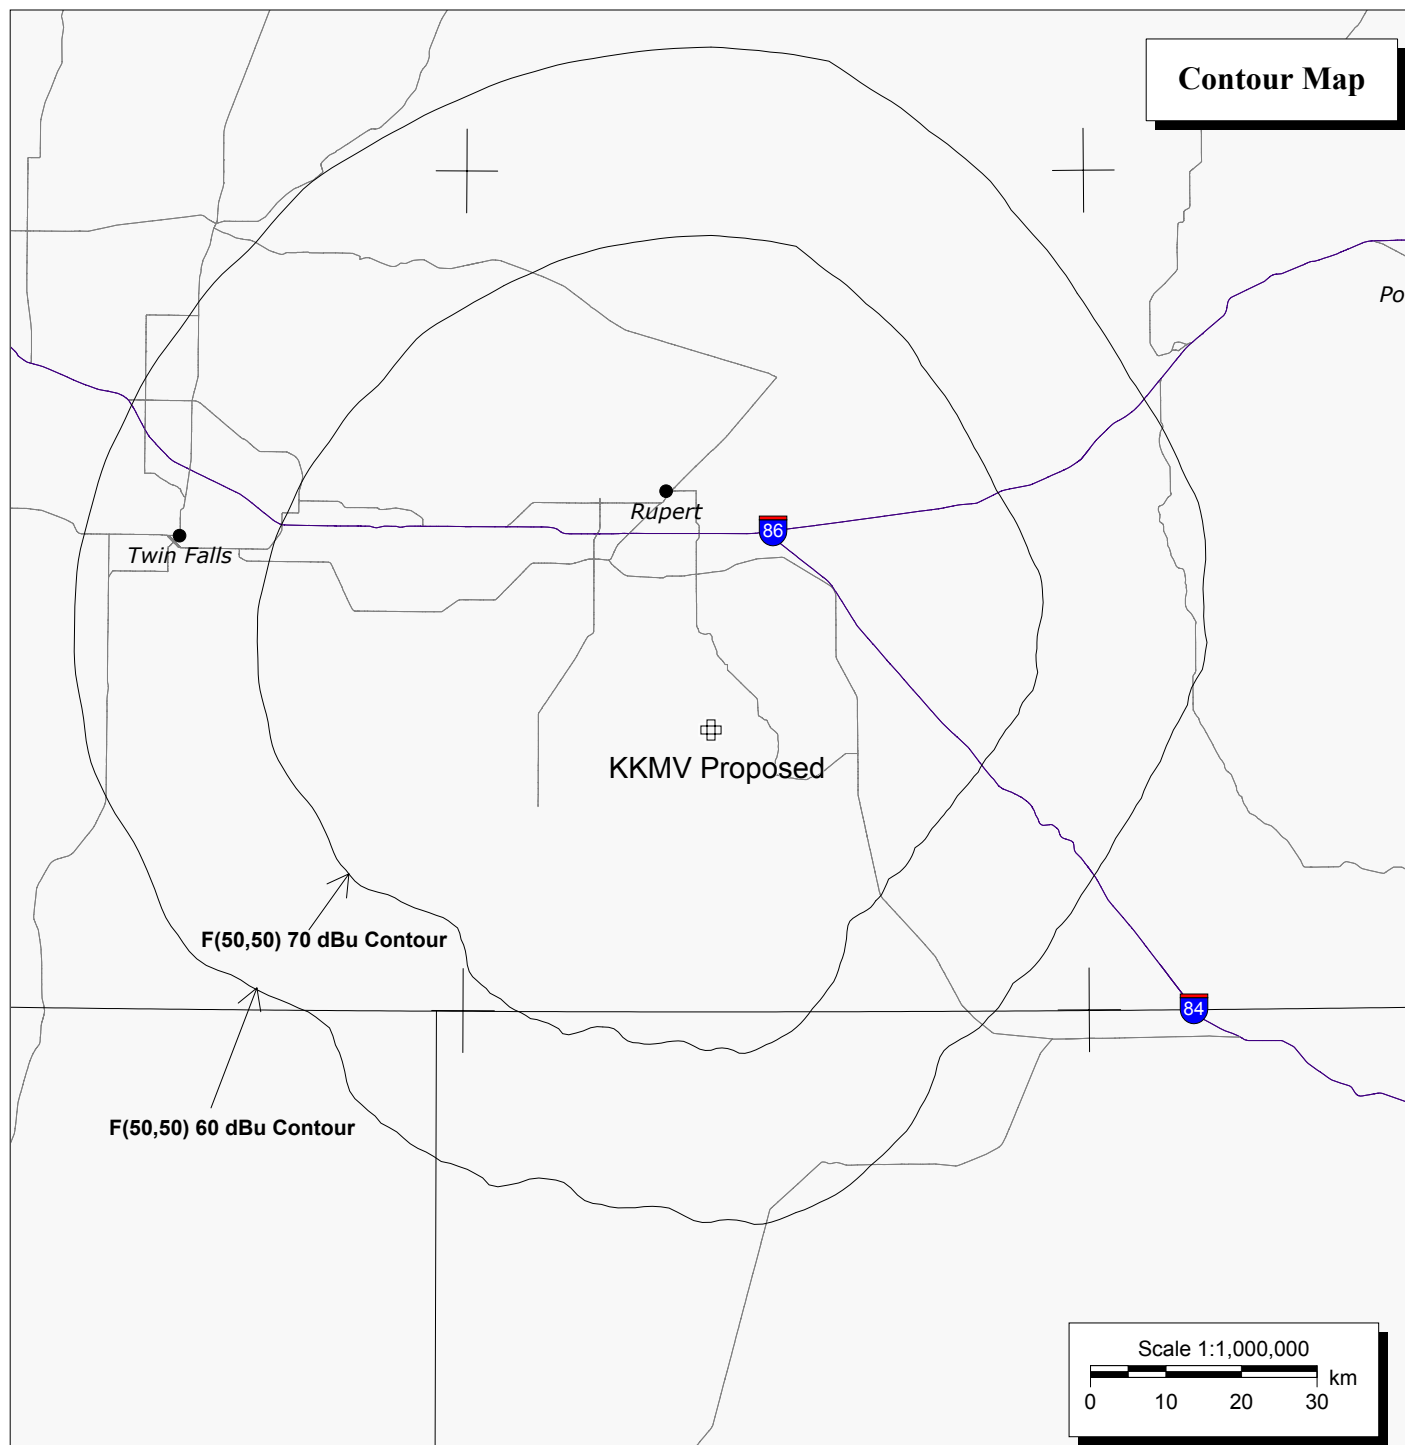 Contour Map
Po
Rupert
86
Twin Falls
KKMV Proposed
F(50,50) 70 dBu Contour
84
F(50,50) 60 dBu Contour
Scale 1:1,000,000
km
0 10 20 30